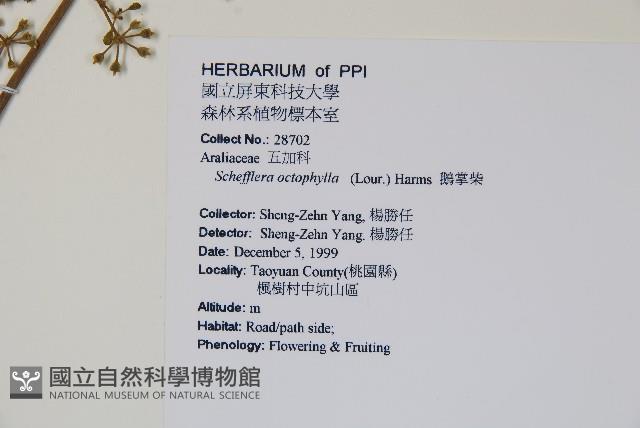 HERBARIUM of PPI
國立屏東科技大學
森林系植物標本室
Collect No.: 28702
Araliaceae 五加科
Schefflera octophylla (Lour.) Harms 鵝掌柴
Collector: Sheng-Zehn Yang, 楊勝任
Detector: Sheng-Zehn Yang, 楊勝任
Date: December 5, 1999
Locality: Taoyuan County(桃園縣)
楓樹村中坑山區
Altitude: m
Habitat: Road/path side;
Phenology: Flowering & Fruiting
國立自然科學博物館
NATIONAL MUSEUM OF NATURAL SCIENCE